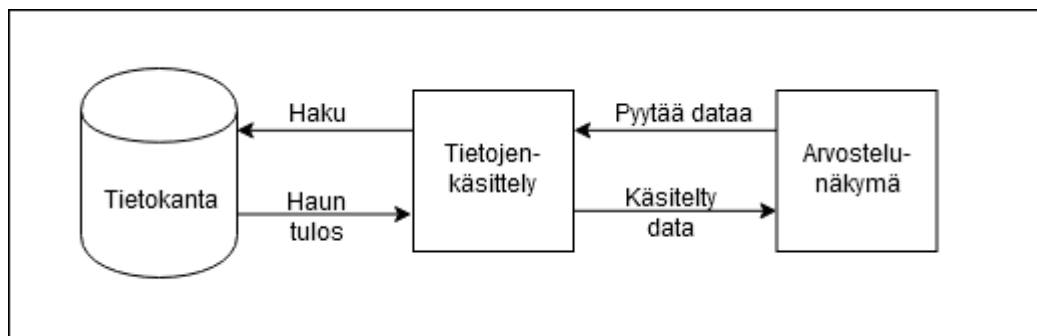 Tietokanta
Haku
Haun
tulos
Tietojen-
käsittely
Pyytää dataa
Käsitelty
data
Arvostelu-
näkymä